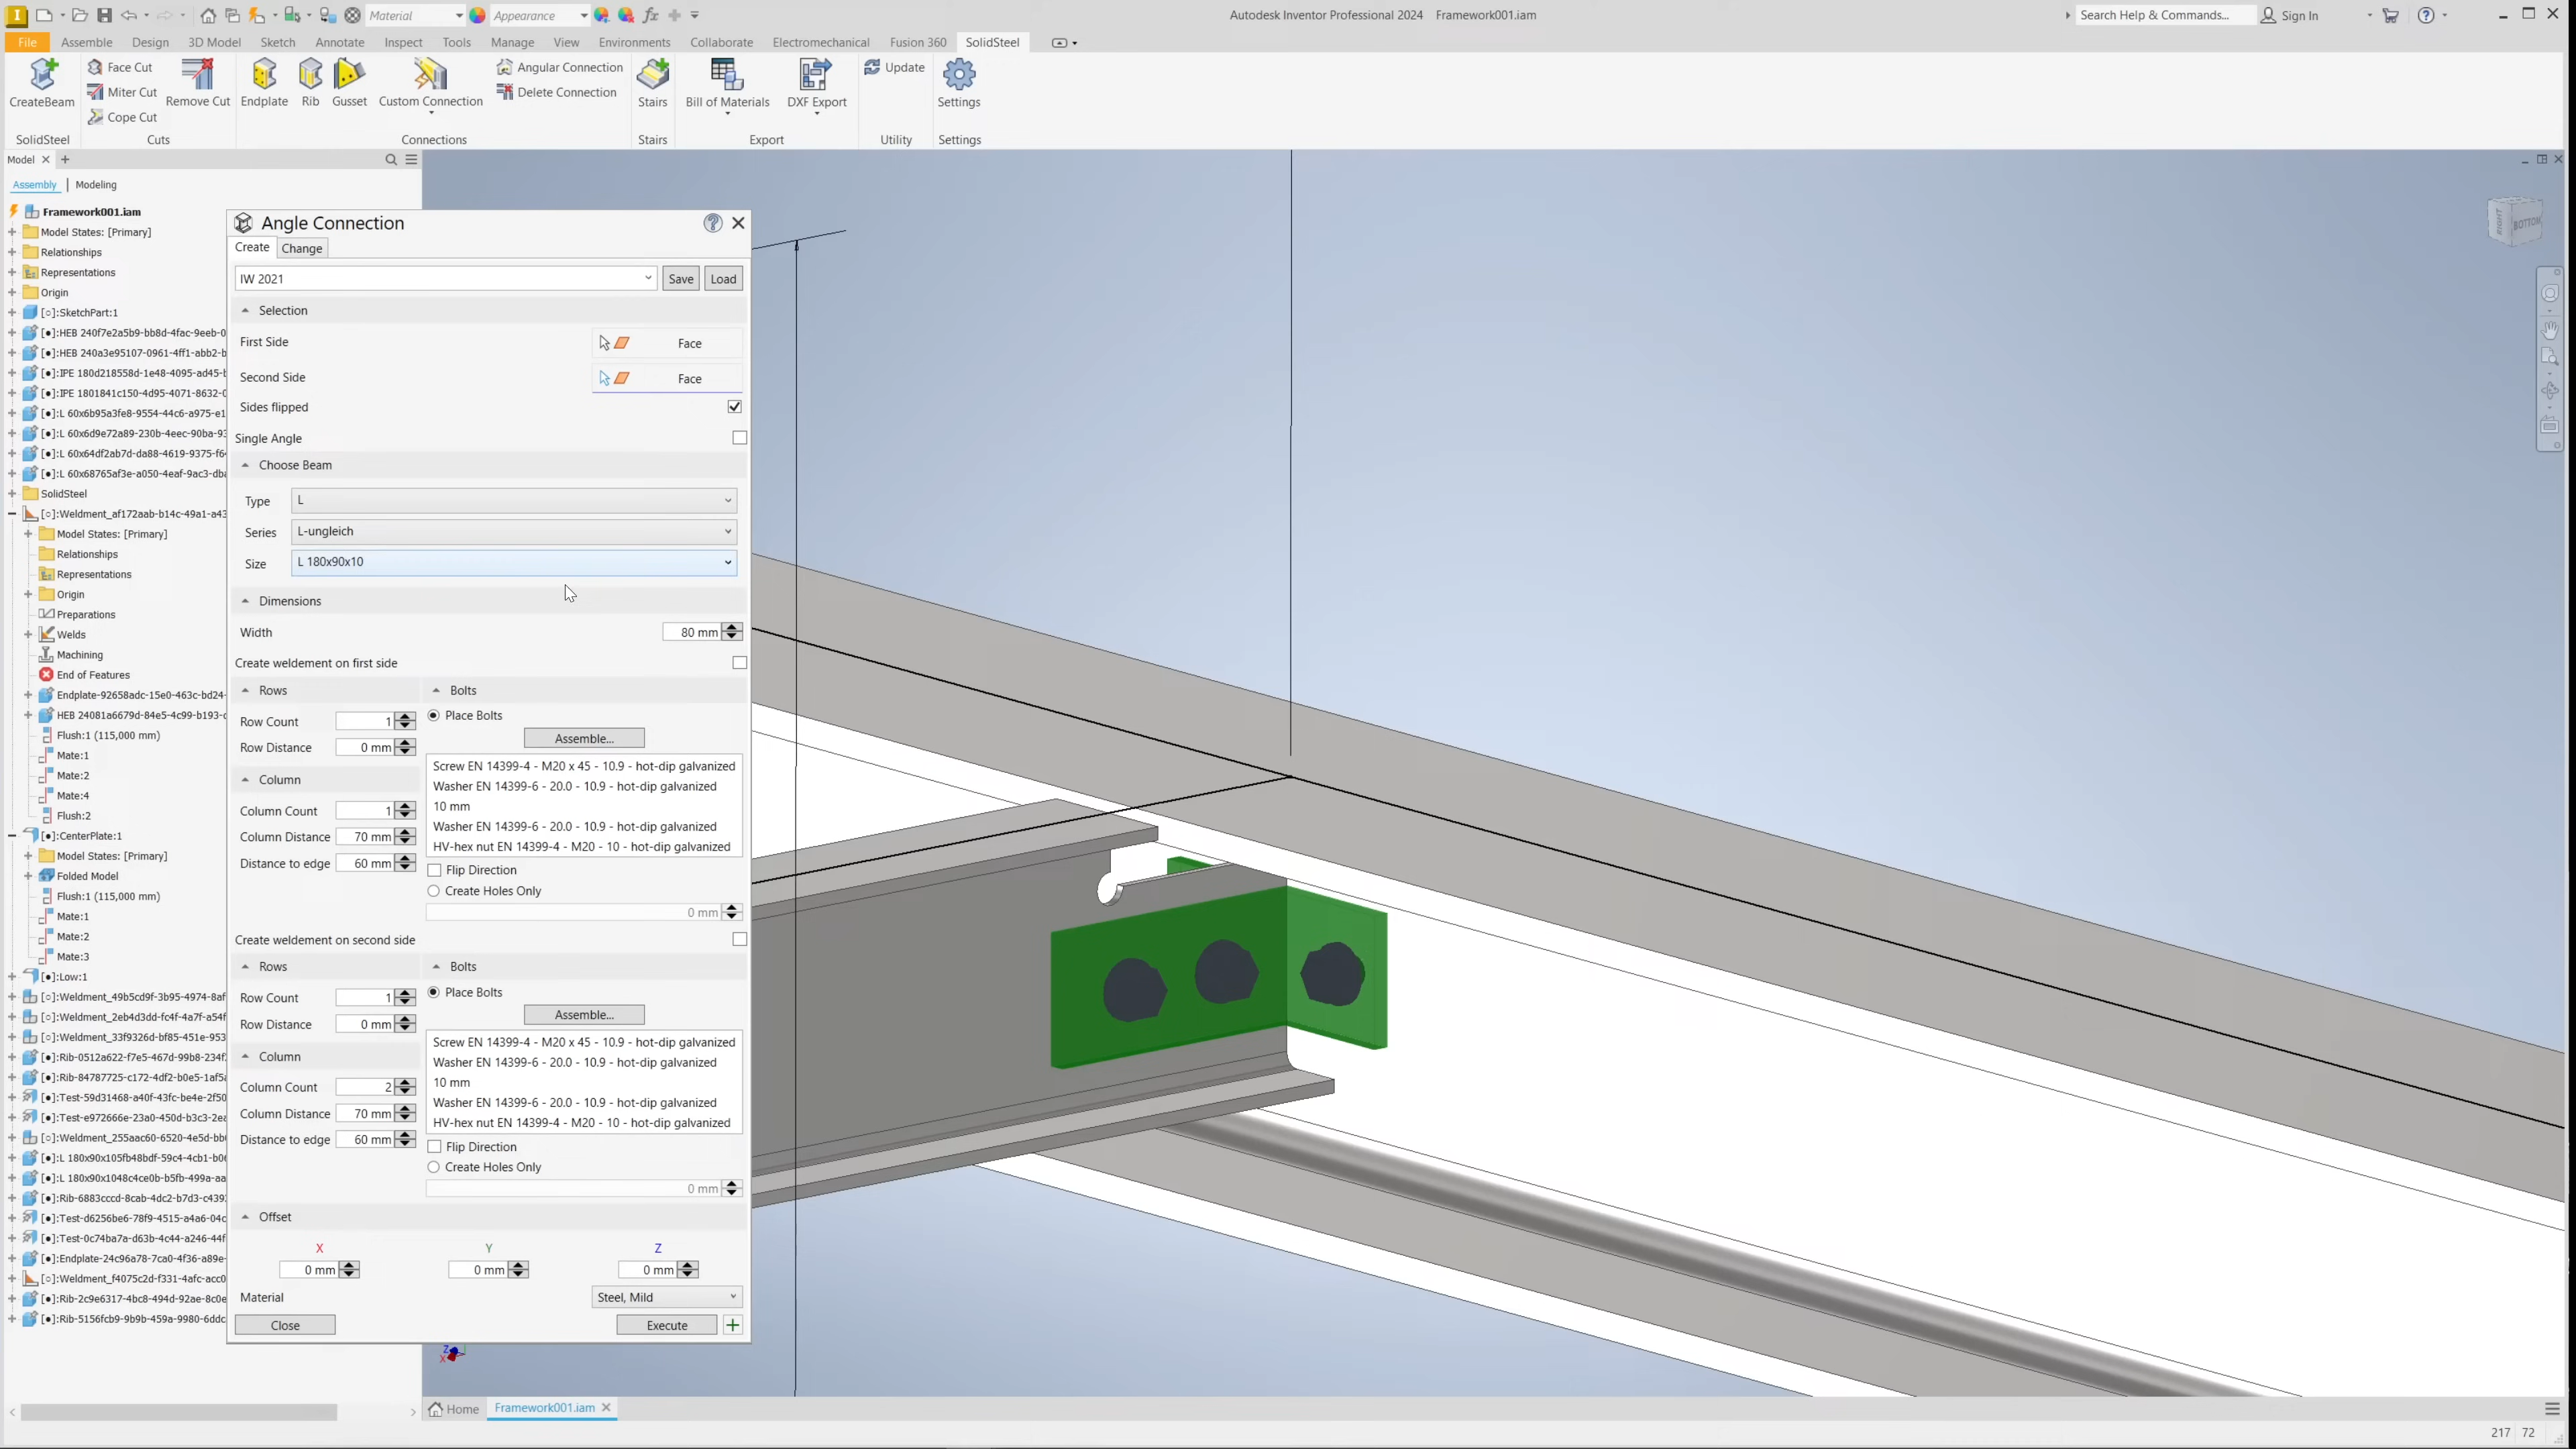 Material
Appearance
Autodesk Inventor Professional 2024 Framework001.iam
Search Help & Commands...
Sign In
File Assemble Design 3D Model Sketch Annotate Inspect Tools Manage View Environments Collaborate Electromechanical Fusion 360 SolidSteel
CreateBeam
Face Cut
Miter Cut
Cope Cut
Remove Cut
Endplate
Rib
Gusset
Custom Connection
Angular Connection
Delete Connection
Stairs
Bill of Materials
DXF Export
Update
Settings
SolidSteel Cuts Connections Stairs Export Utility Settings
Model
Assembly | Modeling
Framework001.iam
Model States: [Primary]
Relationships
Representations
Origin
[○]:SketchPart:1
[●]:HEB 240f7e2a5b9-bb8d-4fac-9eeb-0
[●]:HEB 240a3e95107-0961-4ff1-abb2-b
[●]:IPE 180d218558d-1e48-4095-ad45-b
[●]:IPE 1801841c150-4d95-4071-8632-0
[●]:L 60x6b95a3fe8-9554-44c6-a975-e1
[●]:L 60x6d9e72a89-230b-4eec-90ba-93
[●]:L 60x64df2ab7d-da88-4619-9375-f64
[●]:L 60x68765af3e-a050-4eaf-9ac3-dba
SolidSteel
[○]:Weldment_af172aab-b14c-49a1-a43
Model States: [Primary]
Relationships
Representations
Origin
Preparations
Welds
Machining
End of Features
Endplate-92658adc-15e0-463c-bd24-
HEB 24081a6679d-84e5-4c99-b193-c
Flush:1 (115,000 mm)
Mate:1
Mate:2
Mate:4
Flush:2
[●]:CenterPlate:1
Model States: [Primary]
Folded Model
Flush:1 (115,000 mm)
Mate:1
Mate:2
Mate:3
[●]:Low:1
[○]:Weldment_49b5cd9f-3b95-4974-8af
[○]:Weldment_2eb4d3dd-fc4f-4a7f-a54f
[○]:Weldment_33f9326d-bf85-451e-953
[●]:Rib-0512a622-f7e5-467d-99b8-234f
[●]:Rib-84787725-c172-4df2-b0e5-1af5a
[●]:Test-59d31468-a40f-43fc-be4e-2f50
[●]:Test-e972666e-23a0-450d-b3c3-2ea
[○]:Weldment_255aac60-6520-4e5d-bb
[●]:L 180x90x105fb48bdf-59c4-4cb1-b0
[●]:L 180x90x1048c4ce0b-b5fb-499a-aa
[●]:Rib-6883cccd-8cab-4dc2-b7d3-c439
[●]:Test-d6256be6-78f9-4515-a4a6-04c
[●]:Test-0c74ba7a-d63b-4c44-a246-44f
[●]:Endplate-24c96a78-7ca0-4f36-a89e-
[○]:Weldment_f4075c2d-f331-4afc-acc0
[●]:Rib-2c9e6317-4bc8-494d-92ae-8c0e
[●]:Rib-5156fcb9-9b9b-459a-9980-6ddc
Angle Connection
Create Change
IW 2021
Save
Load
Selection
First Side Face
Second Side Face
Sides flipped
Single Angle
Choose Beam
Type L
Series L-ungleich
Size L 180x90x10
Dimensions
Width 80 mm
Create weldement on first side
Rows
Row Count 1
Row Distance 0 mm
Column
Column Count 1
Column Distance 70 mm
Distance to edge 60 mm
Bolts
Place Bolts
Assemble...
Screw EN 14399-4 - M20 x 45 - 10.9 - hot-dip galvanized
Washer EN 14399-6 - 20.0 - 10.9 - hot-dip galvanized
10 mm
Washer EN 14399-6 - 20.0 - 10.9 - hot-dip galvanized
HV-hex nut EN 14399-4 - M20 - 10 - hot-dip galvanized
Flip Direction
Create Holes Only
0 mm
Create weldement on second side
Rows
Row Count 1
Row Distance 0 mm
Column
Column Count 2
Column Distance 70 mm
Distance to edge 60 mm
Bolts
Place Bolts
Assemble...
Screw EN 14399-4 - M20 x 45 - 10.9 - hot-dip galvanized
Washer EN 14399-6 - 20.0 - 10.9 - hot-dip galvanized
10 mm
Washer EN 14399-6 - 20.0 - 10.9 - hot-dip galvanized
HV-hex nut EN 14399-4 - M20 - 10 - hot-dip galvanized
Flip Direction
Create Holes Only
0 mm
Offset
X Y Z
0 mm 0 mm 0 mm
Material Steel, Mild
Close Execute
RIGHT BOTTOM
Z
X
Home Framework001.iam
217 72